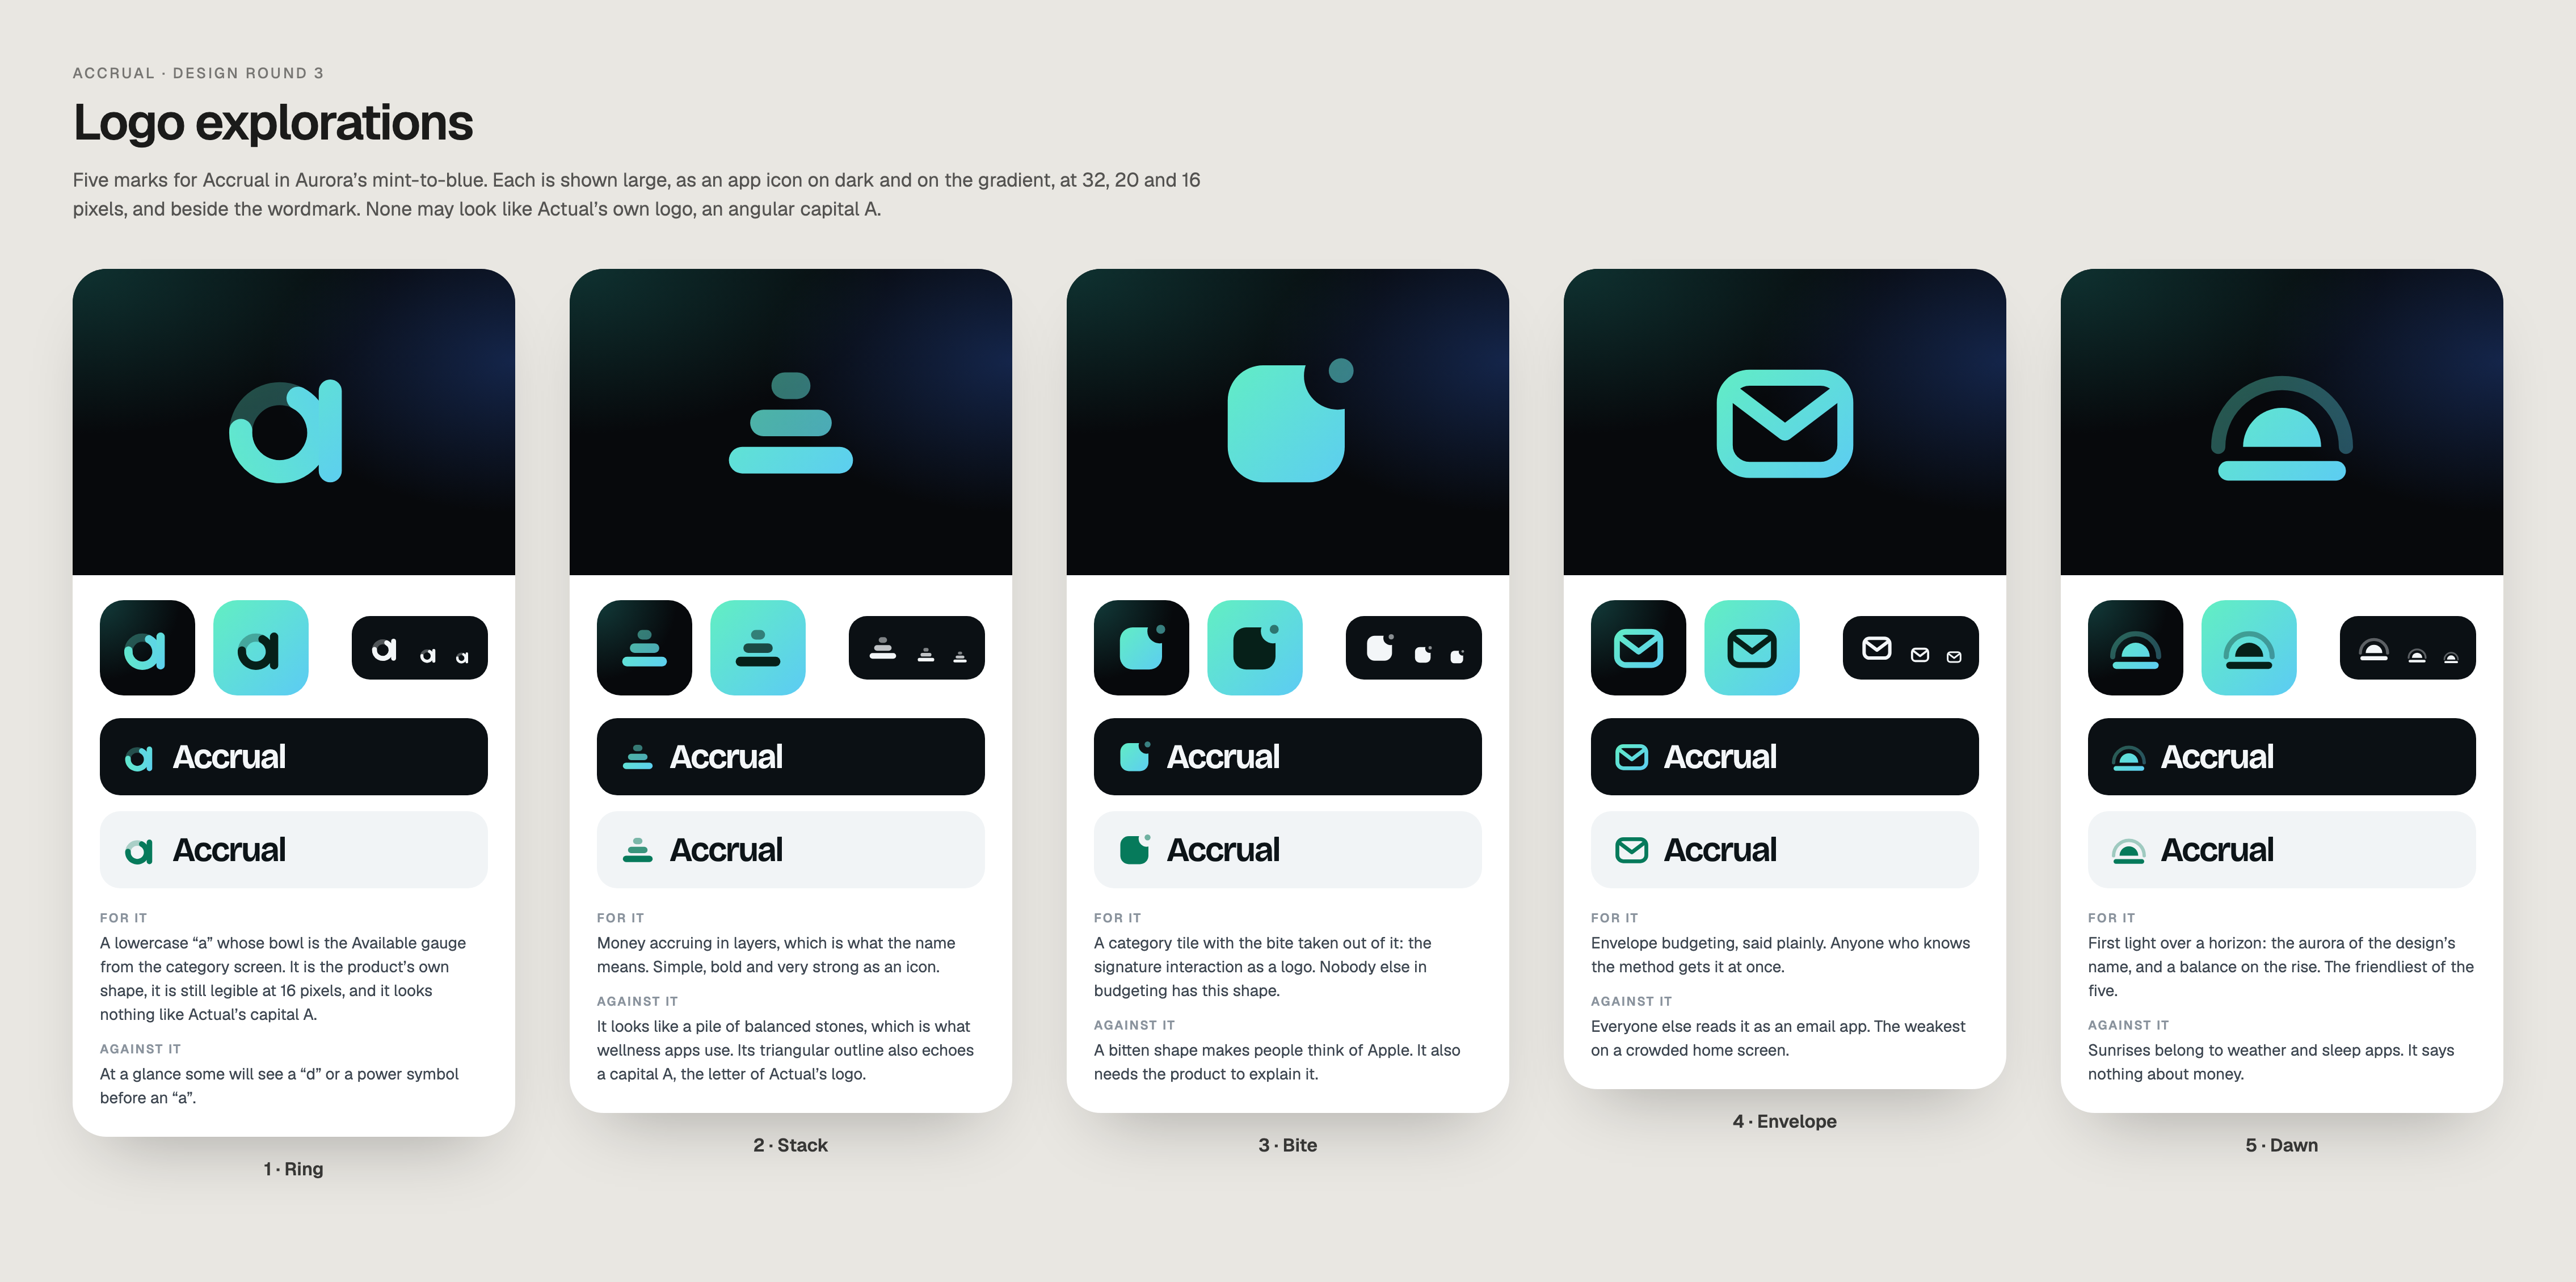 ACCRUAL · DESIGN ROUND 3
Logo explorations
Five marks for Accrual in Aurora’s mint-to-blue. Each is shown large, as an app icon on dark and on the gradient, at 32, 20 and 16
pixels, and beside the wordmark. None may look like Actual’s own logo, an angular capital A.
Accrual
Accrual
FOR IT
A lowercase “a” whose bowl is the Available gauge
from the category screen. It is the product’s own
shape, it is still legible at 16 pixels, and it looks
nothing like Actual’s capital A.
AGAINST IT
At a glance some will see a “d” or a power symbol
before an “a”.
1 · Ring
Accrual
Accrual
FOR IT
Money accruing in layers, which is what the name
means. Simple, bold and very strong as an icon.
AGAINST IT
It looks like a pile of balanced stones, which is what
wellness apps use. Its triangular outline also echoes
a capital A, the letter of Actual’s logo.
2 · Stack
Accrual
Accrual
FOR IT
A category tile with the bite taken out of it: the
signature interaction as a logo. Nobody else in
budgeting has this shape.
AGAINST IT
A bitten shape makes people think of Apple. It also
needs the product to explain it.
3 · Bite
Accrual
Accrual
FOR IT
Envelope budgeting, said plainly. Anyone who knows
the method gets it at once.
AGAINST IT
Everyone else reads it as an email app. The weakest
on a crowded home screen.
4 · Envelope
Accrual
Accrual
FOR IT
First light over a horizon: the aurora of the design’s
name, and a balance on the rise. The friendliest of the
five.
AGAINST IT
Sunrises belong to weather and sleep apps. It says
nothing about money.
5 · Dawn